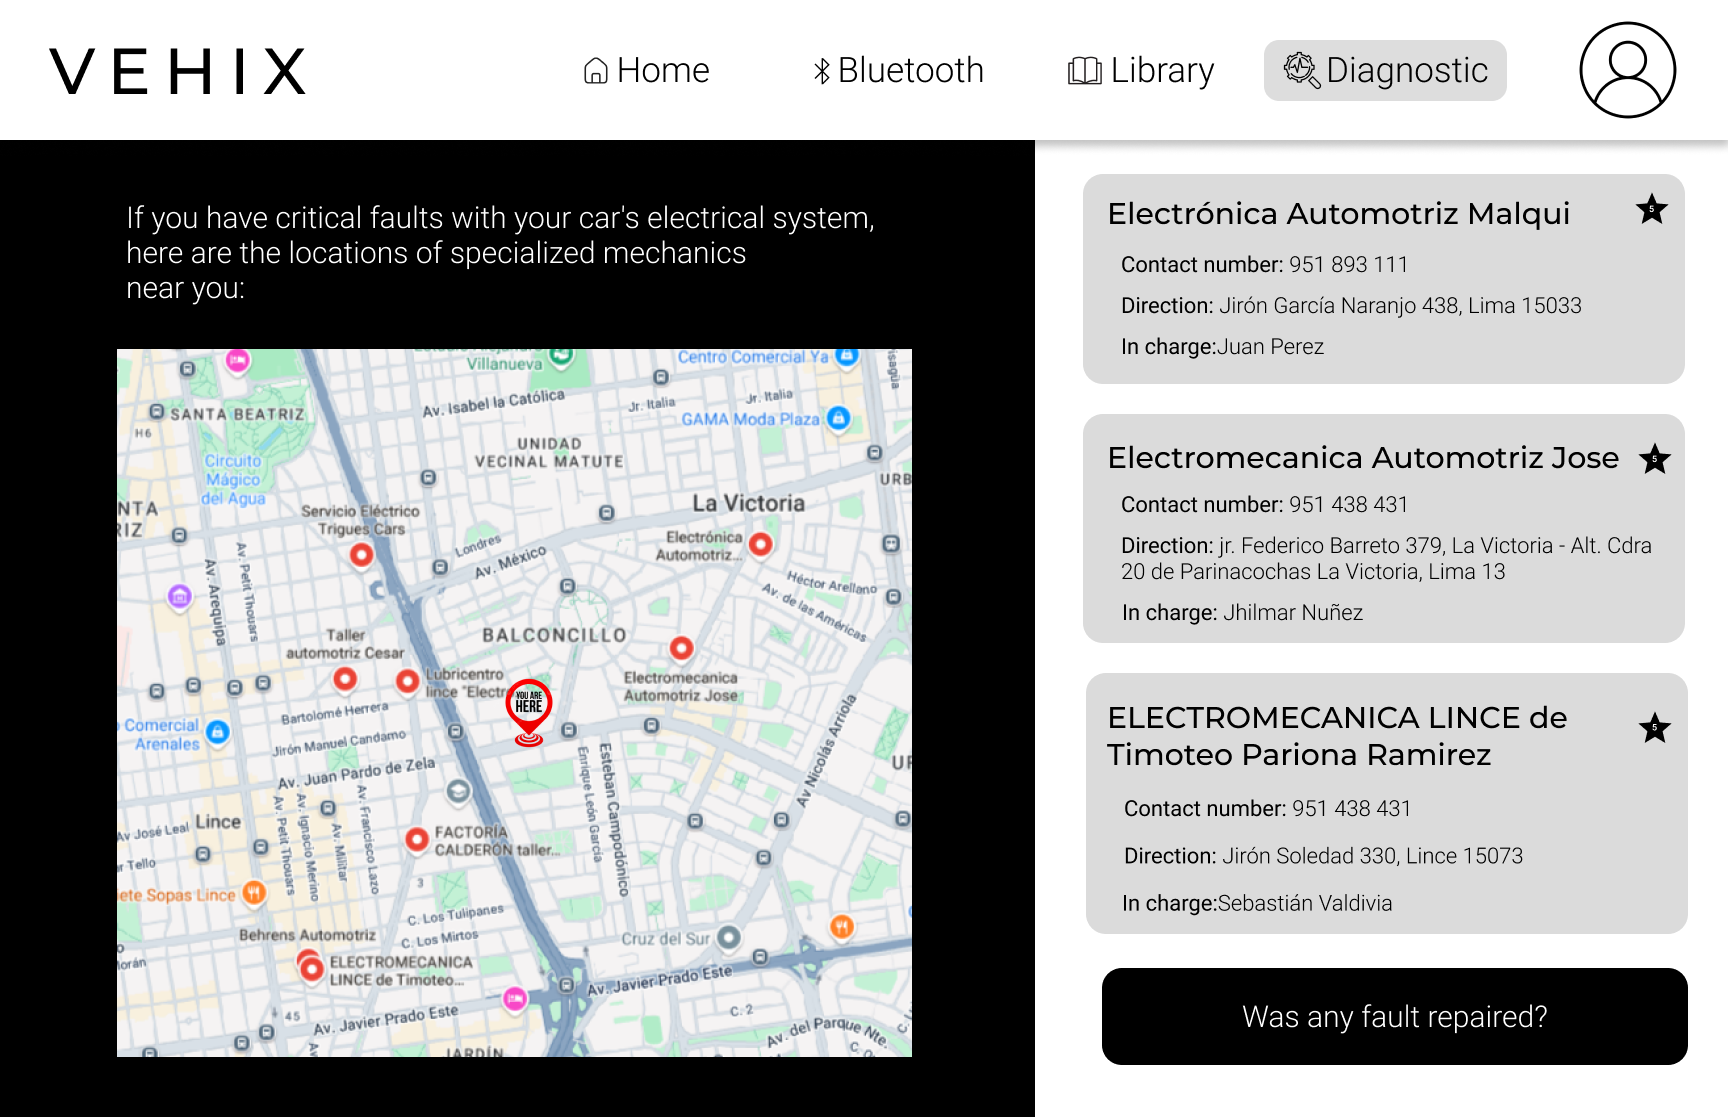 VEHIX
Home
Bluetooth
Library
Diagnostic
If you have critical faults with your car's electrical system,
here are the locations of specialized mechanics
near you:
Villanueva
Centro Comercial Ya
SANTA BEATRIZ
H6
Av. Isabel la Católica
Jr. Italia
Jr. Italia
GAMA Moda Plaza
UNIDAD
VECINAL MATUTE
Circuito
Mágico
del Agua
URB
NTA
RIZ
La Victoria
Servicio Eléctrico
Trigues Cars
Londres
Av. México
Electrónica
Automotriz...
Av. Arequipa
Av. Petit Thouars
Héctor Arellano
Av. de las Américas
BALCONCILLO
Taller
automotriz Cesar
Lubricentro
lince "Electr
YOU ARE
HERE
Electromecanica
Automotriz Jose
Bartolomé Herrera
Comercial
Arenales
Jirón Manuel Candamo
Av. Juan Pardo de Zela
Av Nicolás Arriola
Enrique León García
Esteban Campodónico
Av José Leal
Lince
Av. Petit Thouars
Av. Ignacio Merino
Av. Militar
Av. Francisco Lazo
FACTORÍA
CALDERÓN taller...
r Tello
3
ete Sopas Lince
C. Los Tulipanes
C. Los Mirtos
Behrens Automotriz
Cruz del Sur
ELECTROMECANICA
LINCE de Timoteo...
orán
Av. Javier Prado Este
45
Av. Javier Prado Este
C. 2
Av. del Parque Nte.
JARDÍN
Electrónica Automotriz Malqui
5
Contact number: 951 893 111
Direction: Jirón García Naranjo 438, Lima 15033
In charge:Juan Perez
Electromecanica Automotriz Jose
5
Contact number: 951 438 431
Direction: jr. Federico Barreto 379, La Victoria - Alt. Cdra
20 de Parinacochas La Victoria, Lima 13
In charge: Jhilmar Nuñez
ELECTROMECANICA LINCE de
Timoteo Pariona Ramirez
5
Contact number: 951 438 431
Direction: Jirón Soledad 330, Lince 15073
In charge:Sebastián Valdivia
Was any fault repaired?